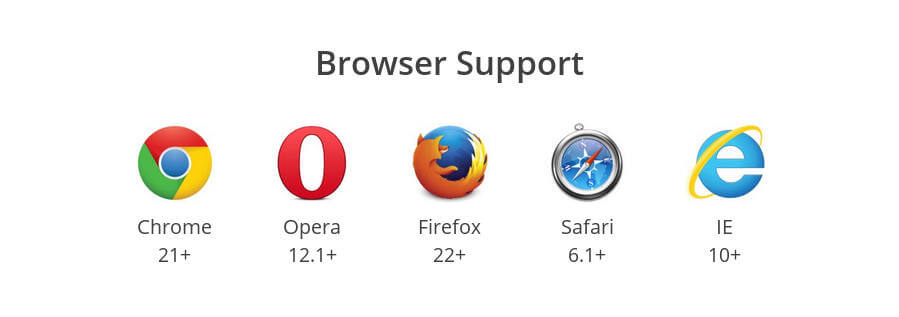 Browser Support
Chrome Opera Firefox Safari IE
21+ 12.1+ 22+ 6.1+ 10+